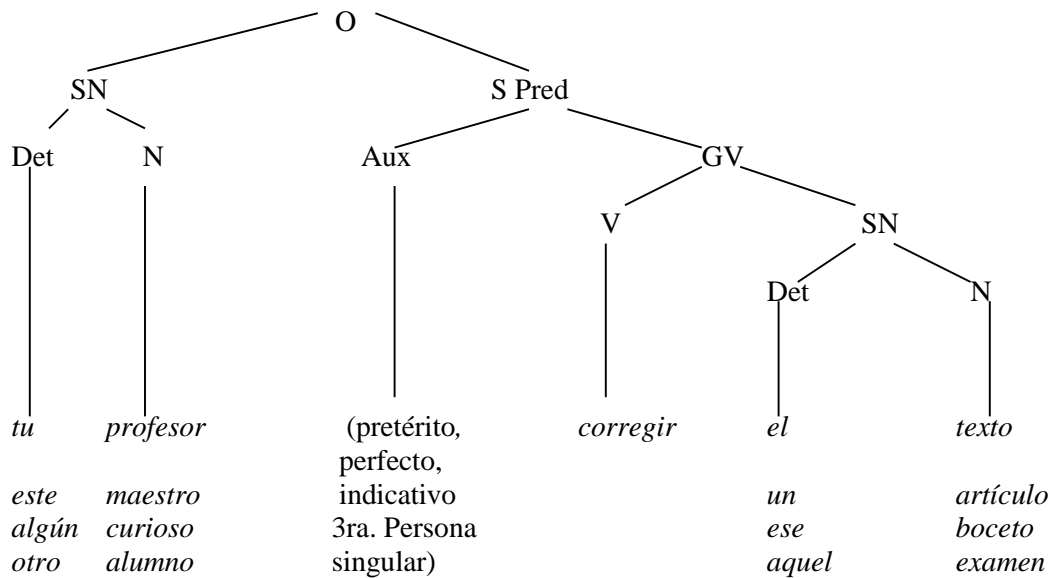 O
SN S Pred
Det N Aux GV
V SN
Det N
tu profesor (pretérito, corregir el texto
perfecto,
este maestro indicativo un artículo
algún curioso 3ra. Persona ese boceto
otro alumno singular) aquel examen